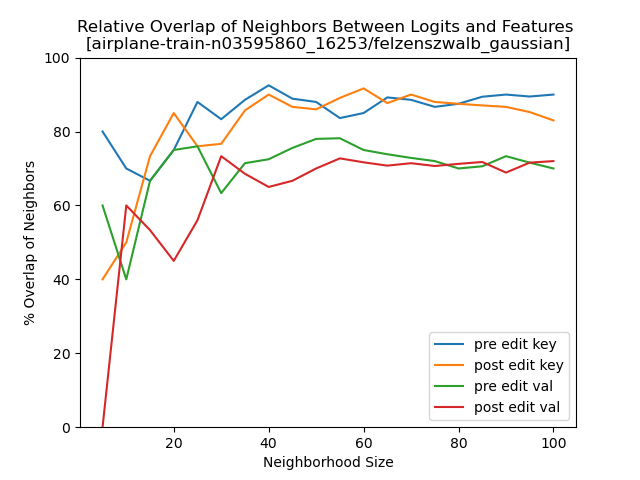 Relative Overlap of Neighbors Between Logits and Features
[airplane-train-n03595860_16253/felzenszwalb_gaussian]
100
80
60
40
20
0
% Overlap of Neighbors
20 40 60 80 100
Neighborhood Size
pre edit key
post edit key
pre edit val
post edit val